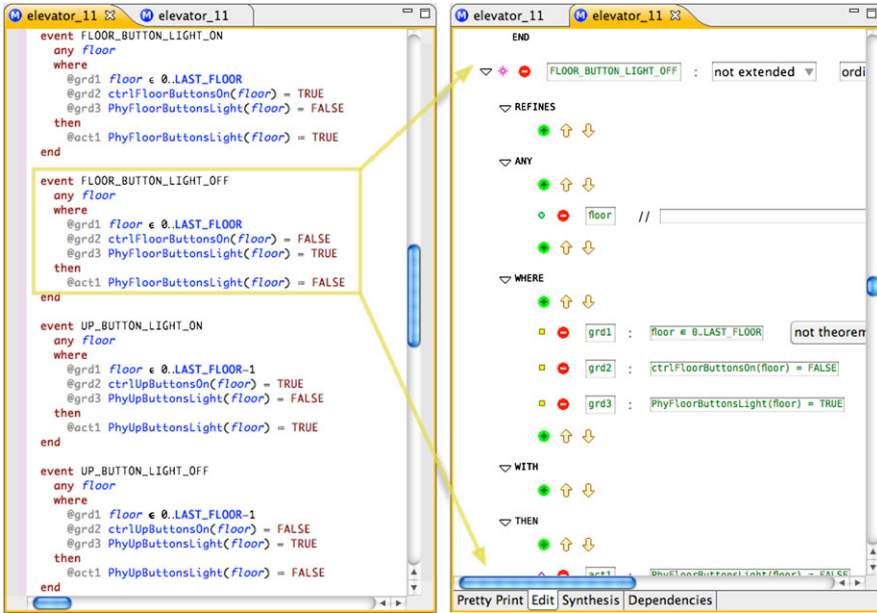 elevator_11 elevator_11
event FLOOR_BUTTON_LIGHT_ON
any floor
where
@grd1 floor ∊ 0‥LAST_FLOOR
@grd2 ctrlFloorButtonsOn(floor) = TRUE
@grd3 PhyFloorButtonsLight(floor) = FALSE
then
@act1 PhyFloorButtonsLight(floor) ≔ TRUE
end
event FLOOR_BUTTON_LIGHT_OFF
any floor
where
@grd1 floor ∊ 0‥LAST_FLOOR
@grd2 ctrlFloorButtonsOn(floor) = FALSE
@grd3 PhyFloorButtonsLight(floor) = TRUE
then
@act1 PhyFloorButtonsLight(floor) ≔ FALSE
end
event UP_BUTTON_LIGHT_ON
any floor
where
@grd1 floor ∊ 0‥LAST_FLOOR−1
@grd2 ctrlUpButtonsOn(floor) = TRUE
@grd3 PhyUpButtonsLight(floor) = FALSE
then
@act1 PhyUpButtonsLight(floor) ≔ TRUE
end
event UP_BUTTON_LIGHT_OFF
any floor
where
@grd1 floor ∊ 0‥LAST_FLOOR−1
@grd2 ctrlUpButtonsOn(floor) = FALSE
@grd3 PhyUpButtonsLight(floor) = TRUE
then
@act1 PhyUpButtonsLight(floor) ≔ FALSE
end
elevator_11 elevator_11
END
FLOOR_BUTTON_LIGHT_OFF : not extended ordi
REFINES
ANY
floor //
WHERE
grd1 : floor ∊ 0‥LAST_FLOOR not theorem
grd2 : ctrlFloorButtonsOn(floor) = FALSE
grd3 : PhyFloorButtonsLight(floor) = TRUE
WITH
THEN
act1 : PhyFloorButtonsLight(floor) ≔ FALSE
Pretty Print Edit Synthesis Dependencies